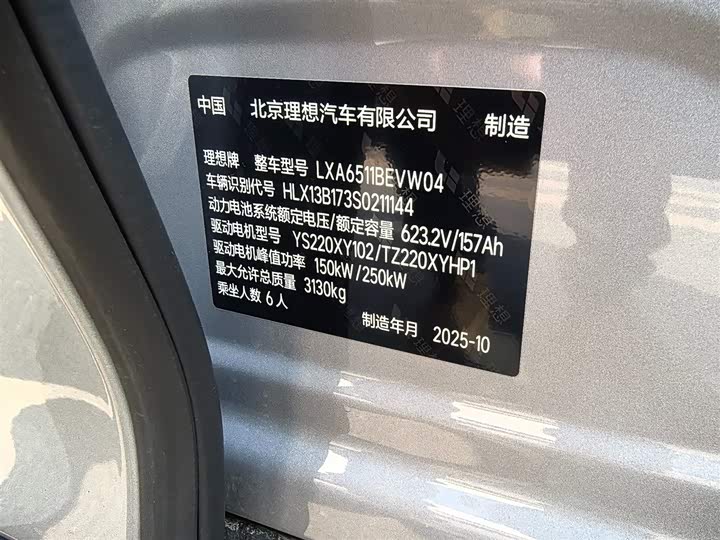 中国 北京理想汽车有限公司 制造
理想牌 整车型号 LXA6511BEVW04
车辆识别代号 HLX13B173S0211144
动力电池系统额定电压/额定容量 623.2V/157Ah
驱动电机型号 YS220XY102/TZ220XYHP1
驱动电机峰值功率 150kW/250kW
最大允许总质量 3130kg
乘坐人数 6人
制造年月 2025-10